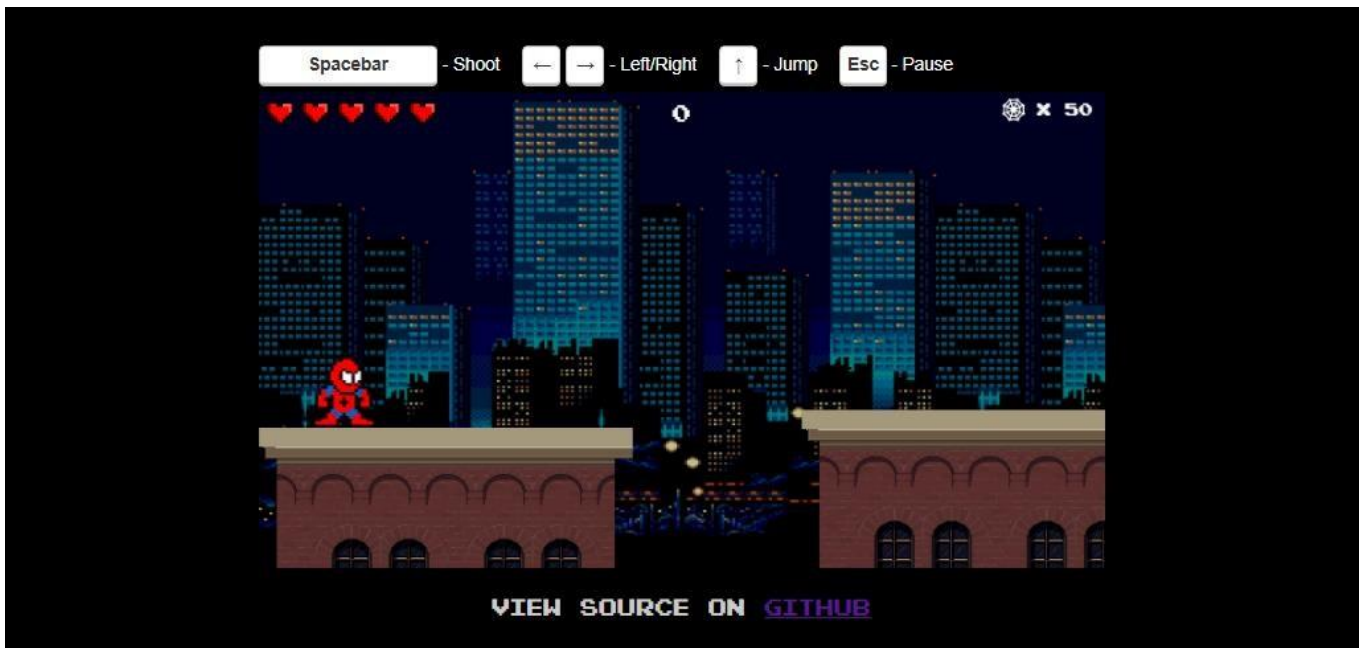 Spacebar - Shoot ← → - Left/Right ↑ - Jump Esc - Pause
0 × 50
VIEW SOURCE ON GITHUB